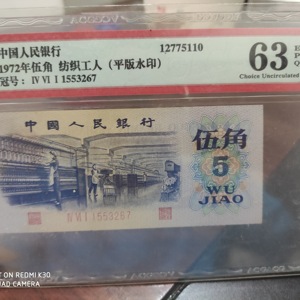 中国人民银行 12775110
1972年伍角 纺织工人（平版水印）
冠号： IV VI I 1553267
63
Choice Uncirculated
中国人民银行
伍角
5
WU
JIAO
IV VI I 1553267
T ON REDMI K30
UAD CAMERA